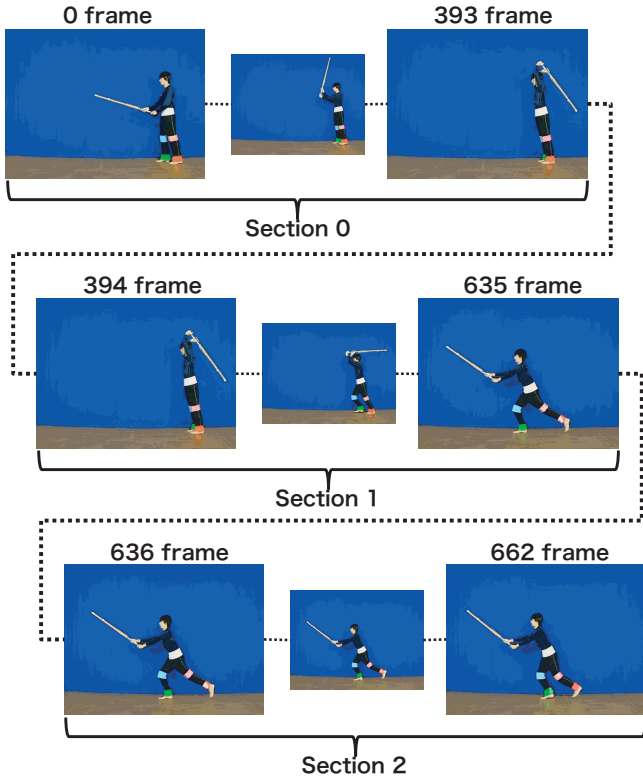 0 frame
393 frame
Section 0
394 frame
635 frame
Section 1
636 frame
662 frame
Section 2